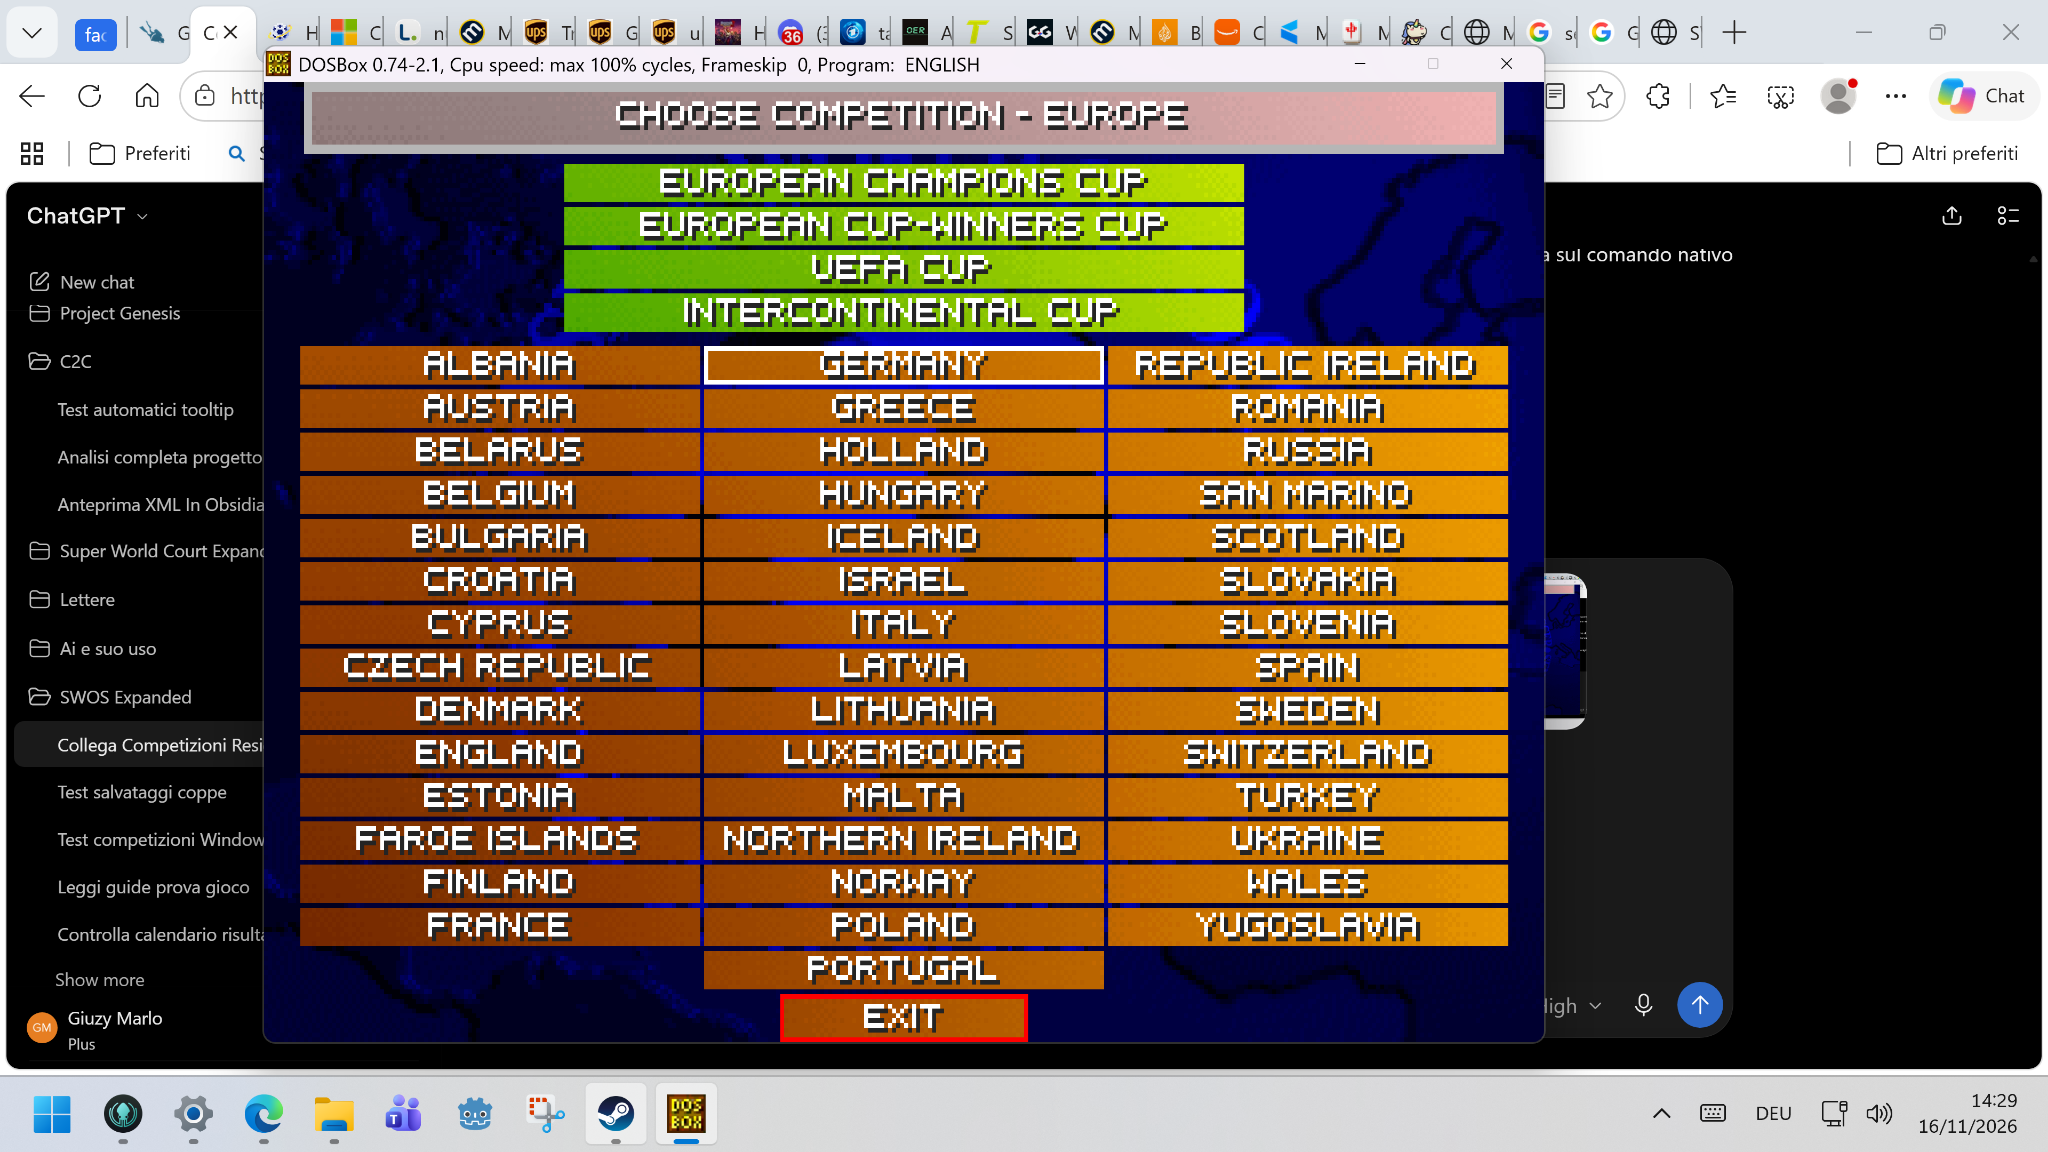 DOSBox 0.74-2.1, Cpu speed: max 100% cycles, Frameskip 0, Program: ENGLISH
Chat
Preferiti
Altri preferiti
CHOOSE COMPETITION - EUROPE
EUROPEAN CHAMPIONS CUP
EUROPEAN CUP-WINNERS CUP
UEFA CUP
INTERCONTINENTAL CUP
ALBANIA GERMANY REPUBLIC IRELAND
AUSTRIA GREECE ROMANIA
BELARUS HOLLAND RUSSIA
BELGIUM HUNGARY SAN MARINO
BULGARIA ICELAND SCOTLAND
CROATIA ISRAEL SLOVAKIA
CYPRUS ITALY SLOVENIA
CZECH REPUBLIC LATVIA SPAIN
DENMARK LITHUANIA SWEDEN
ENGLAND LUXEMBOURG SWITZERLAND
ESTONIA MALTA TURKEY
FAROE ISLANDS NORTHERN IRELAND UKRAINE
FINLAND NORWAY WALES
FRANCE POLAND YUGOSLAVIA
PORTUGAL
EXIT
ChatGPT
New chat
Project Genesis
C2C
Test automatici tooltip
Analisi completa progetto
Anteprima XML In Obsidia
Super World Court Expand
Lettere
Ai e suo uso
SWOS Expanded
Collega Competizioni Resi
Test salvataggi coppe
Test competizioni Window
Leggi guide prova gioco
Controlla calendario risulta
Show more
GM
Giuzy Marlo
Plus
a sul comando nativo
DOS BOX
DEU
14:29
16/11/2026